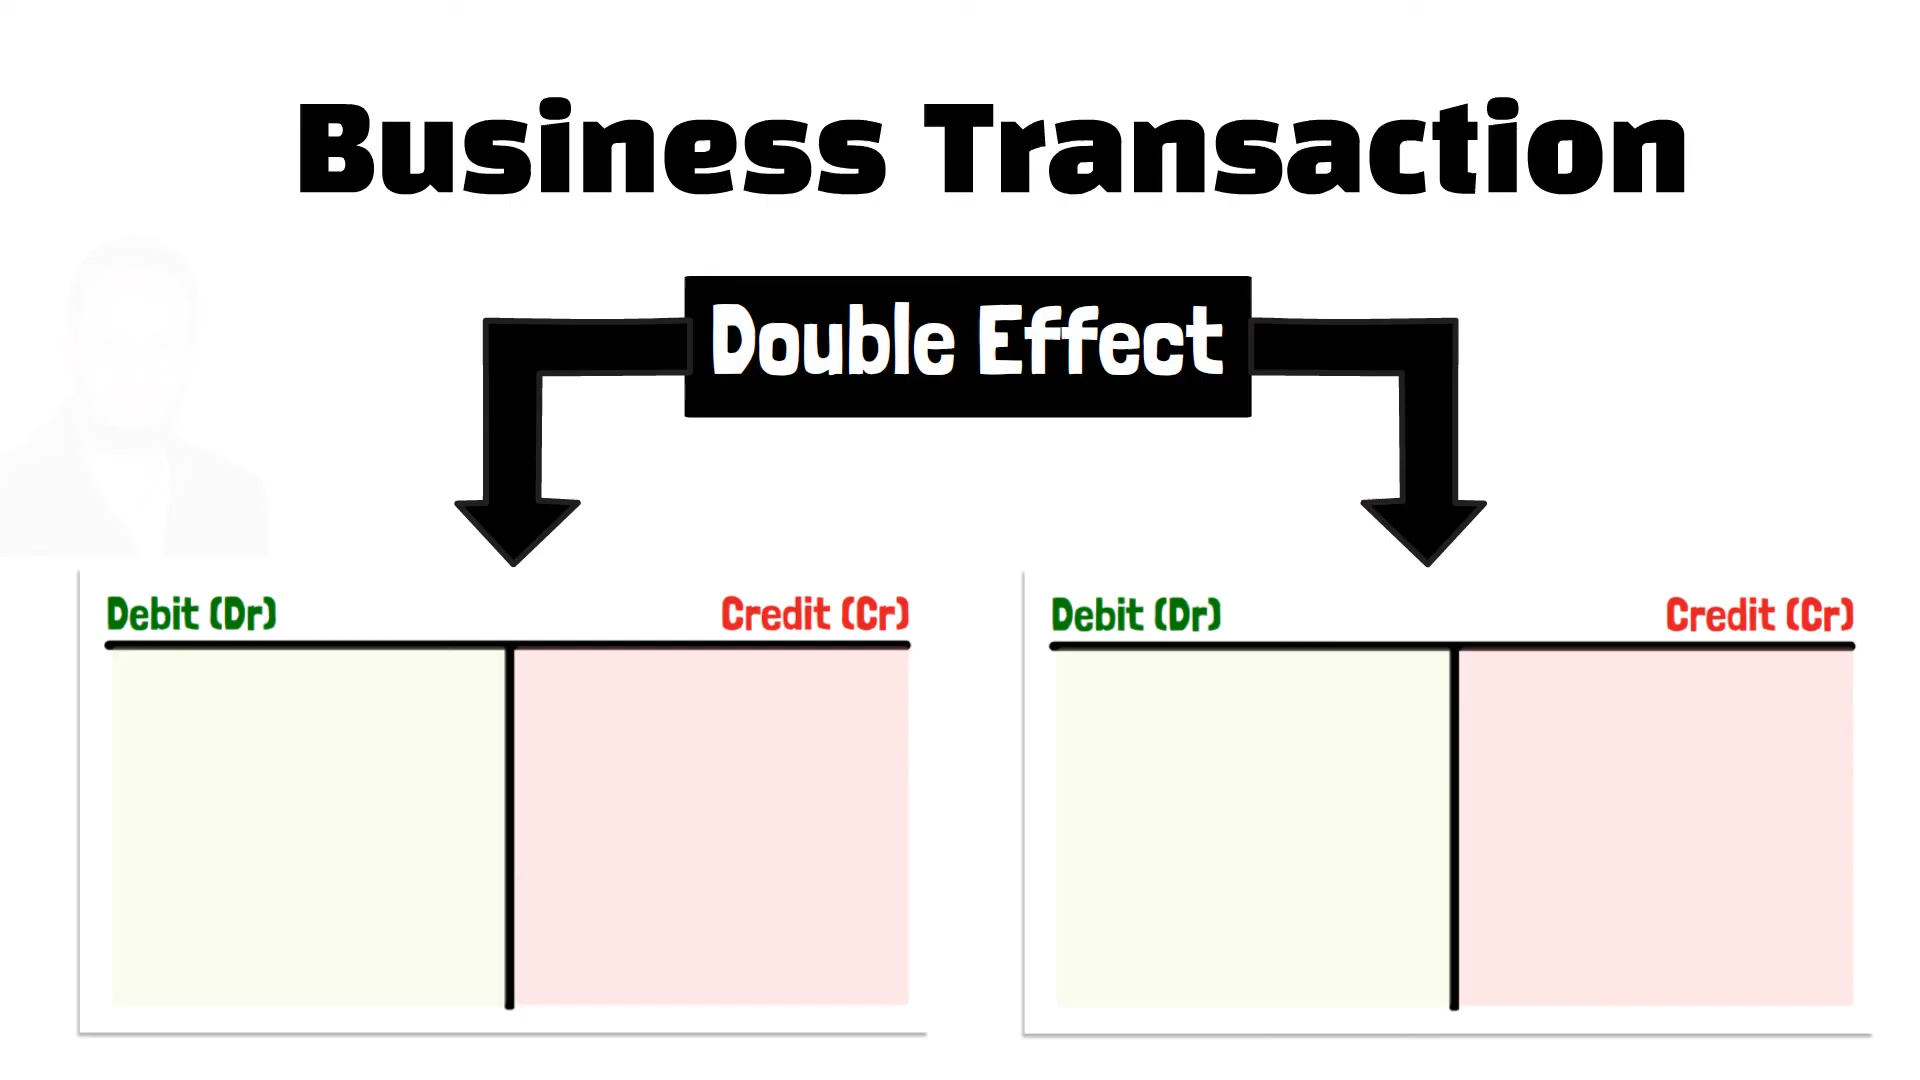 Business Transaction
Double Effect
Debit (Dr) Credit (Cr)
Debit (Dr) Credit (Cr)